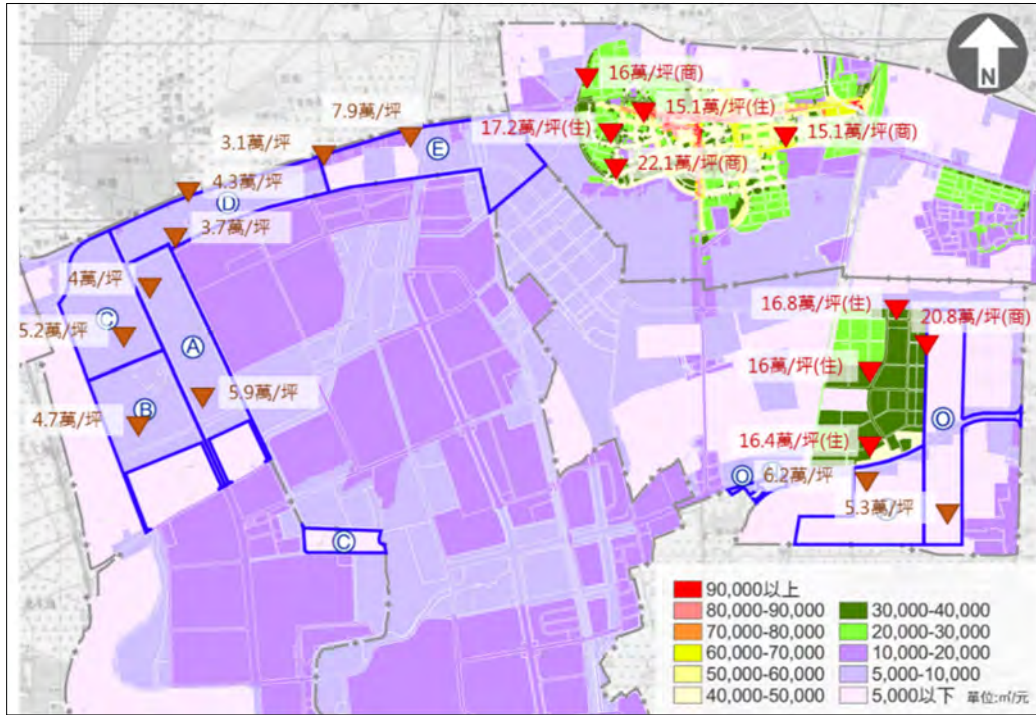 N
16萬/坪(商)
7.9萬/坪
15.1萬/坪(住)
17.2萬/坪(住)
15.1萬/坪(商)
3.1萬/坪
E
22.1萬/坪(商)
4.3萬/坪
D
3.7萬/坪
4萬/坪
16.8萬/坪(住)
C
20.8萬/坪(商)
5.2萬/坪
A
16萬/坪(住)
5.9萬/坪
B
4.7萬/坪
O
16.4萬/坪(住)
O
6.2萬/坪
5.3萬/坪
C
90,000以上
80,000-90,000
30,000-40,000
70,000-80,000
20,000-30,000
60,000-70,000
10,000-20,000
50,000-60,000
5,000-10,000
40,000-50,000
5,000以下
單位:㎡/元